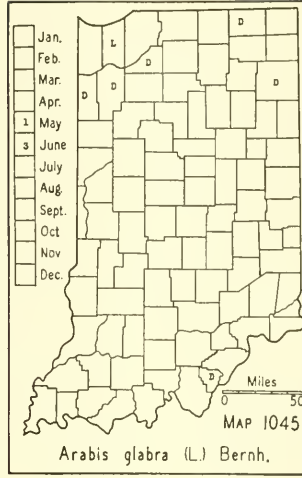 Jan.
Feb.
Mar.
Apr.
1 May
3 June
July
Aug.
Sept.
Oct
Nov
Dec.
L
D
D
D
D
D
D
Miles
0 50
MAP 1045
Arabis glabra (L.) Bernh.